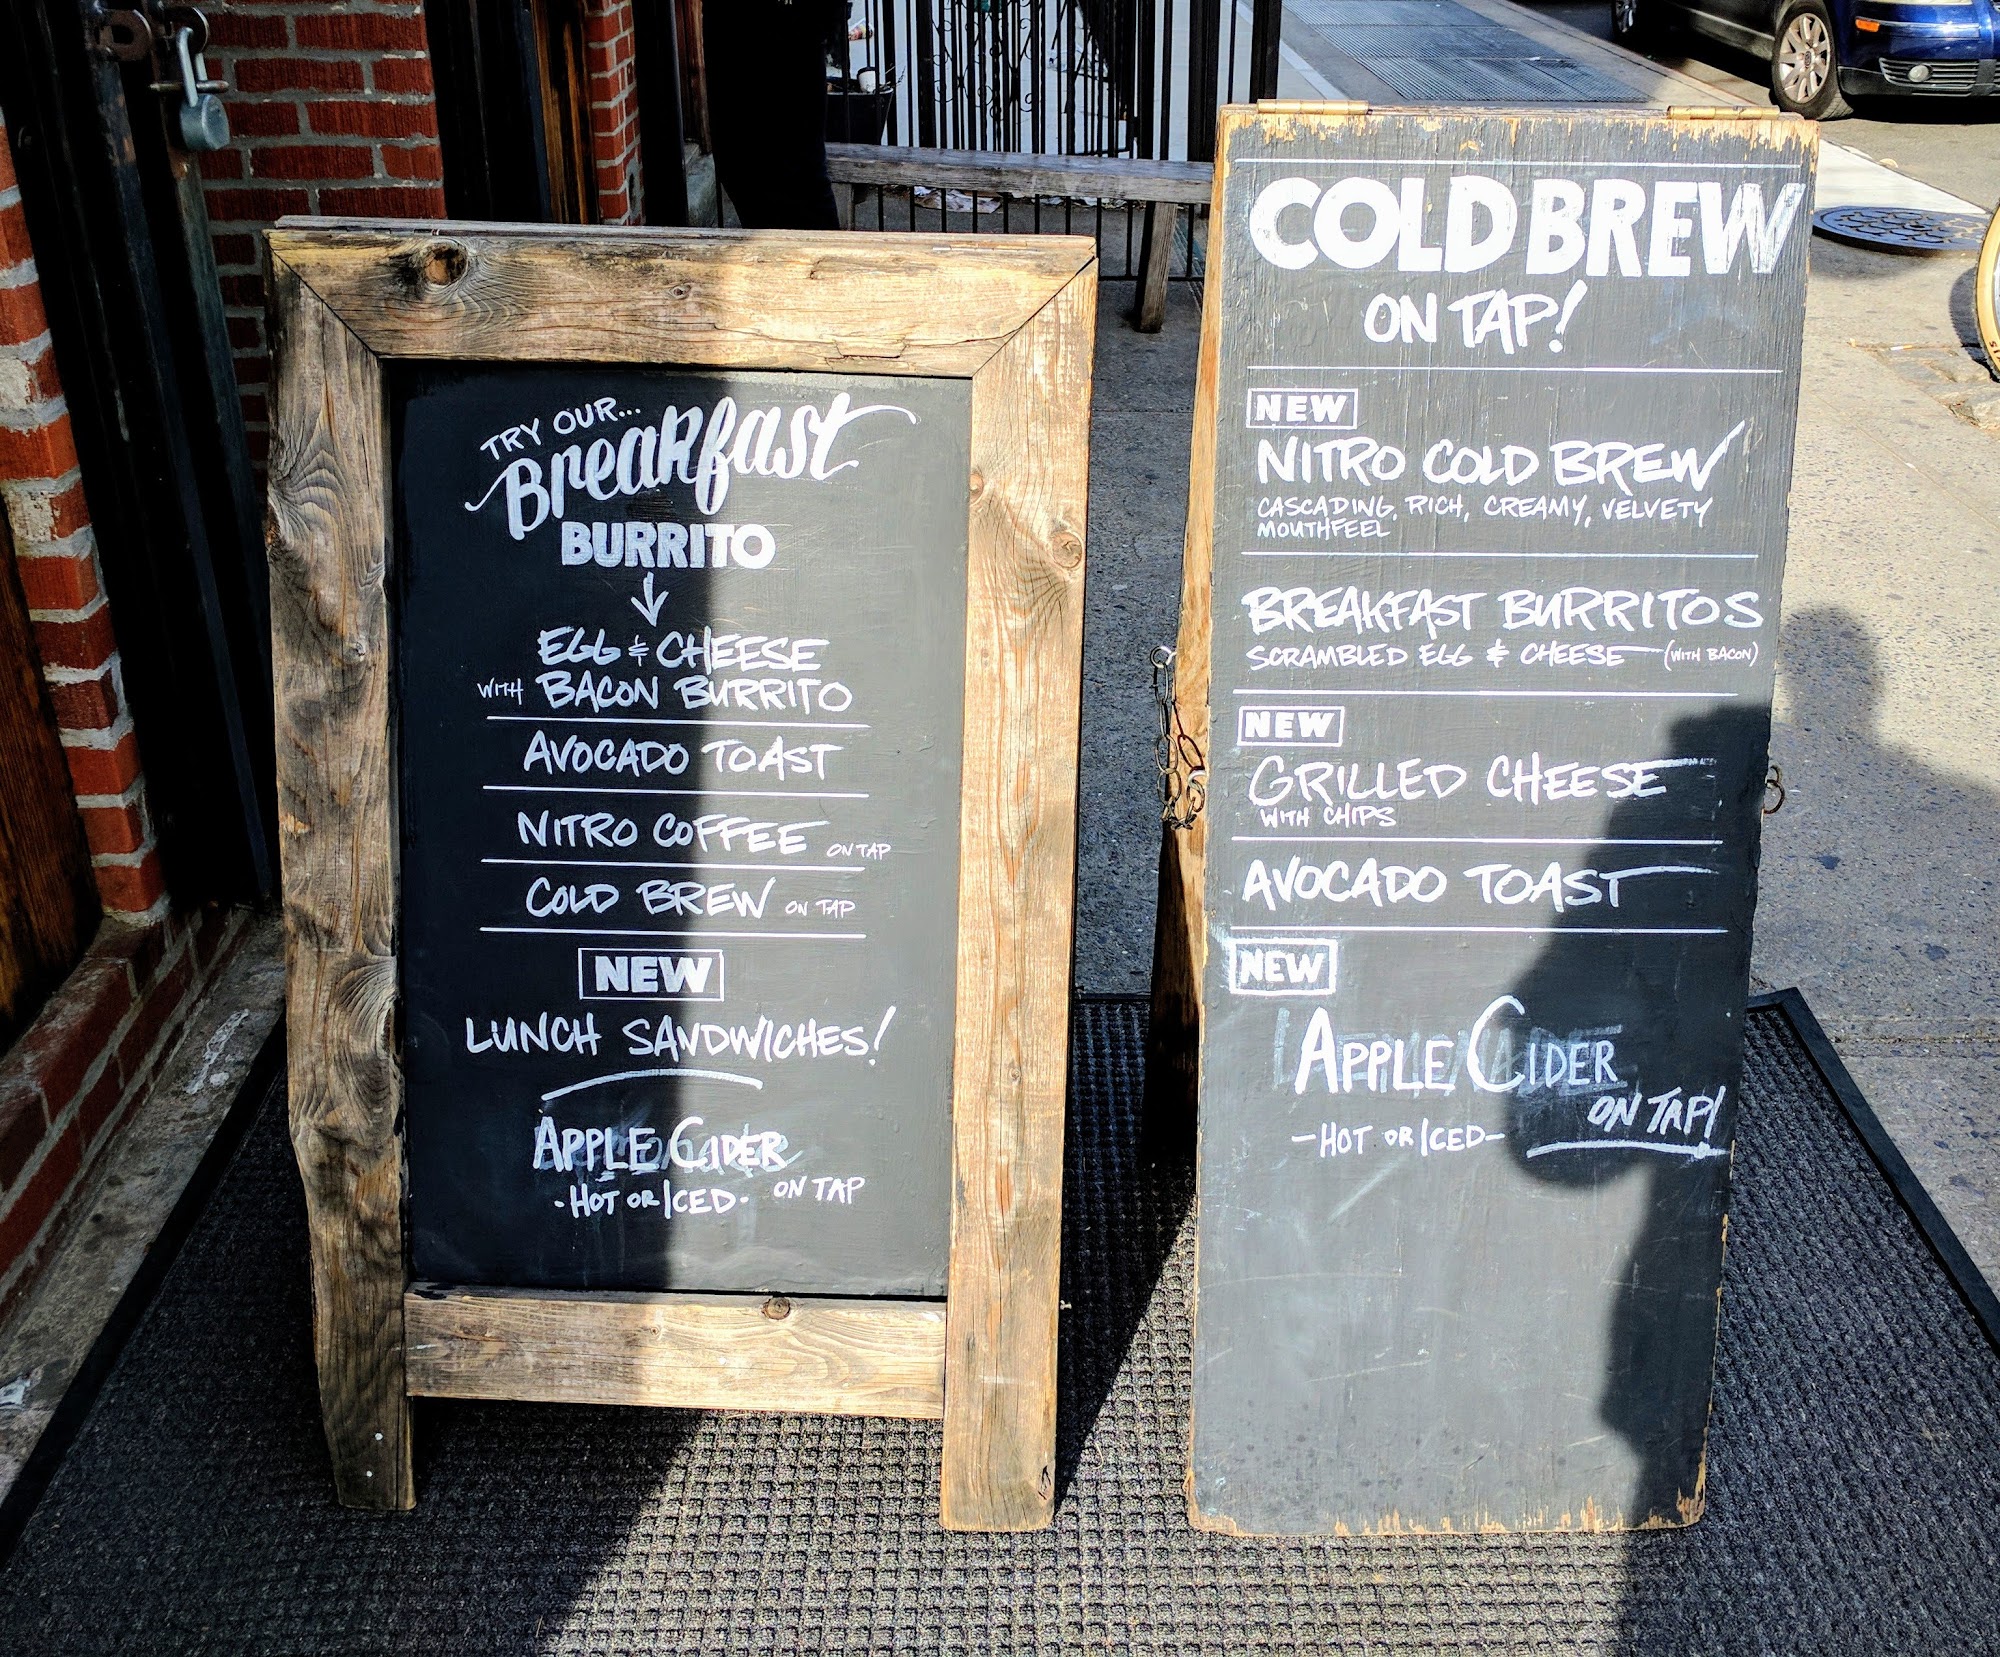 TRY OUR...
Breakfast
BURRITO
EGG & CHEESE
WITH BACON BURRITO
AVOCADO TOAST
NITRO COFFEE ON TAP
COLD BREW ON TAP
NEW
LUNCH SANDWICHES!
APPLE CIDER
ON TAP
-HOT OR ICED-
COLD BREW
ON TAP!
NEW
NITRO COLD BREW
CASCADING, RICH, CREAMY, VELVETY
MOUTHFEEL
BREAKFAST BURRITOS
SCRAMBLED EGG & CHEESE (WITH BACON)
NEW
GRILLED CHEESE
WITH CHIPS
AVOCADO TOAST
NEW
APPLE CIDER
ON TAP!
-HOT OR ICED-